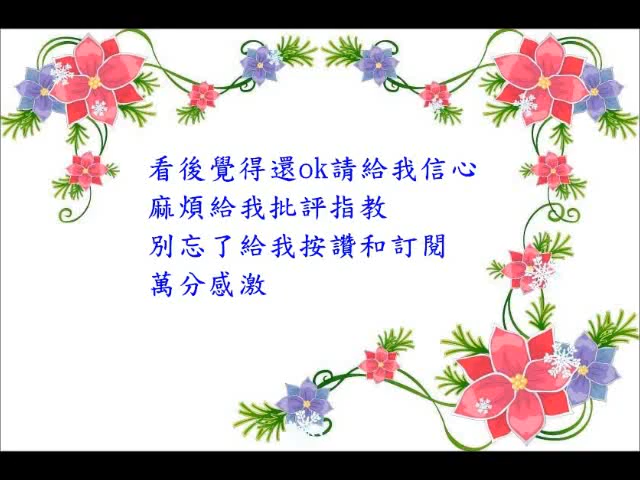 看後覺得還ok請給我信心
麻煩給我批評指教
別忘了給我按讚和訂閱
萬分感激